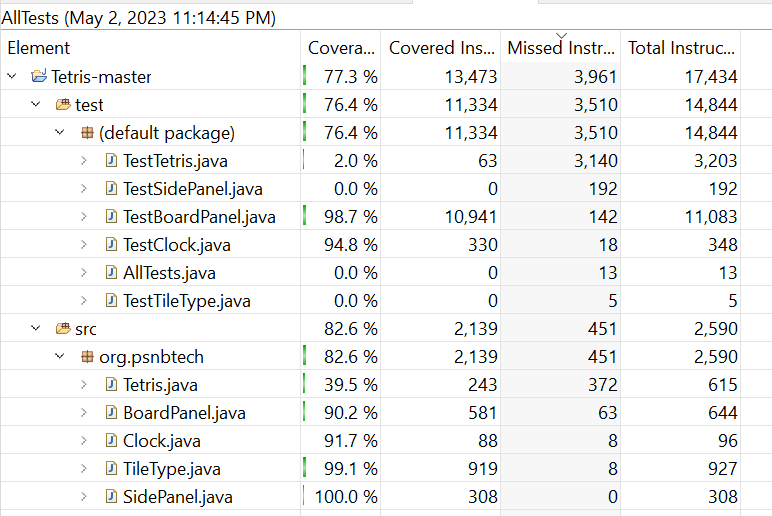 AllTests (May 2, 2023 11:14:45 PM)
Element Covera... Covered Ins... Missed Instr... Total Instruc...
Tetris-master 77.3 % 13,473 3,961 17,434
test 76.4 % 11,334 3,510 14,844
(default package) 76.4 % 11,334 3,510 14,844
TestTetris.java 2.0 % 63 3,140 3,203
TestSidePanel.java 0.0 % 0 192 192
TestBoardPanel.java 98.7 % 10,941 142 11,083
TestClock.java 94.8 % 330 18 348
AllTests.java 0.0 % 0 13 13
TestTileType.java 0.0 % 0 5 5
src 82.6 % 2,139 451 2,590
org.psnbtech 82.6 % 2,139 451 2,590
Tetris.java 39.5 % 243 372 615
BoardPanel.java 90.2 % 581 63 644
Clock.java 91.7 % 88 8 96
TileType.java 99.1 % 919 8 927
SidePanel.java 100.0 % 308 0 308